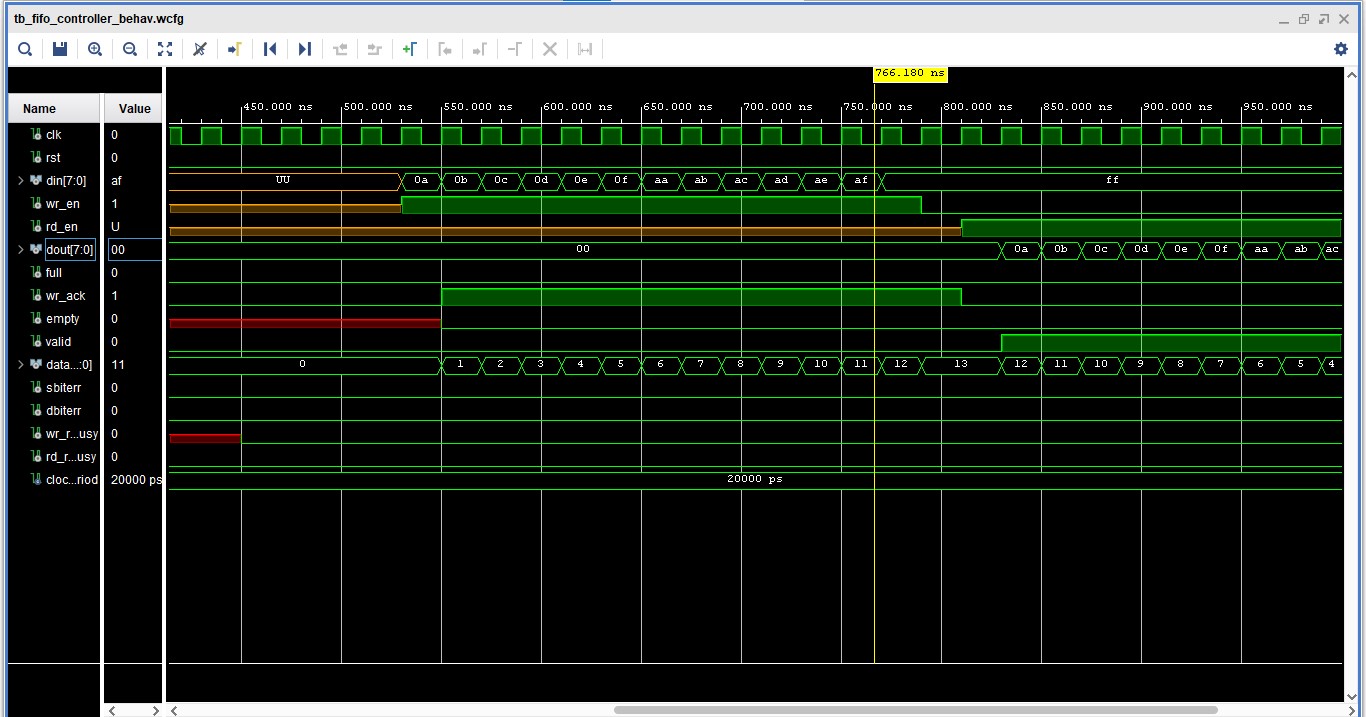 tb_fifo_controller_behav.wcfg
766.180 ns
Name Value 450.000 ns 500.000 ns 550.000 ns 600.000 ns 650.000 ns 700.000 ns 750.000 ns 800.000 ns 850.000 ns 900.000 ns 950.000 ns
clk 0
rst 0
din[7:0] af UU 0a 0b 0c 0d 0e 0f aa ab ac ad ae af ff
wr_en 1
rd_en U
dout[7:0] 00 00 0a 0b 0c 0d 0e 0f aa ab ac
full 0
wr_ack 1
empty 0
valid 0
data...:0] 11 0 1 2 3 4 5 6 7 8 9 10 11 12 13 12 11 10 9 8 7 6 5 4
sbiterr 0
dbiterr 0
wr_r...usy 0
rd_r...usy 0
cloc...riod 20000 ps 20000 ps